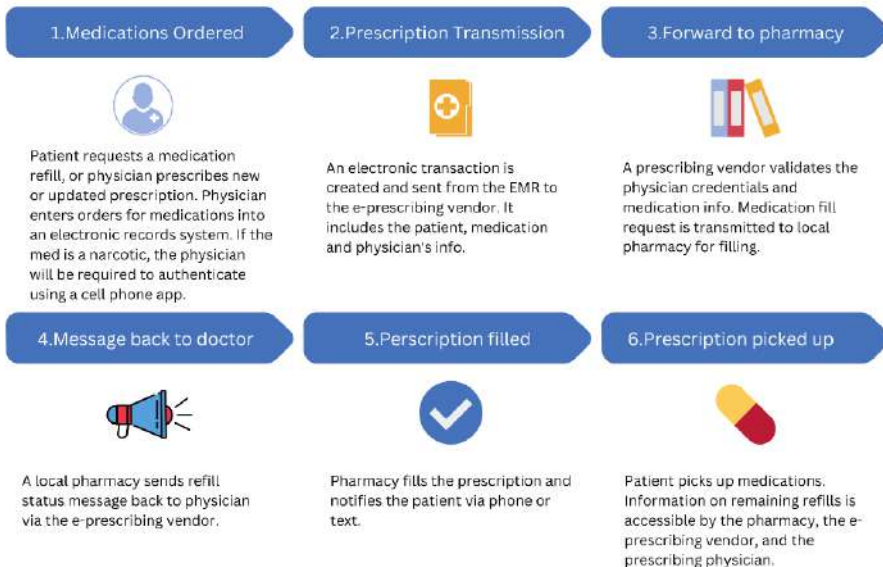 1.Medications Ordered
Patient requests a medication
refill, or physician prescribes new
or updated prescription. Physician
enters orders for medications into
an electronic records system. If the
med is a narcotic, the physician
will be required to authenticate
using a cell phone app.
2.Prescription Transmission
An electronic transaction is
created and sent from the EMR to
the e-prescribing vendor. It
includes the patient, medication
and physician's info.
3.Forward to pharmacy
A prescribing vendor validates the
physician credentials and
medication info. Medication fill
request is transmitted to local
pharmacy for filling.
4.Message back to doctor
A local pharmacy sends refill
status message back to physician
via the e-prescribing vendor.
5.Perscription filled
Pharmacy fills the prescription and
notifies the patient via phone or
text.
6.Prescription picked up
Patient picks up medications.
Information on remaining refills is
accessible by the pharmacy, the e-
prescribing vendor, and the
prescribing physician.